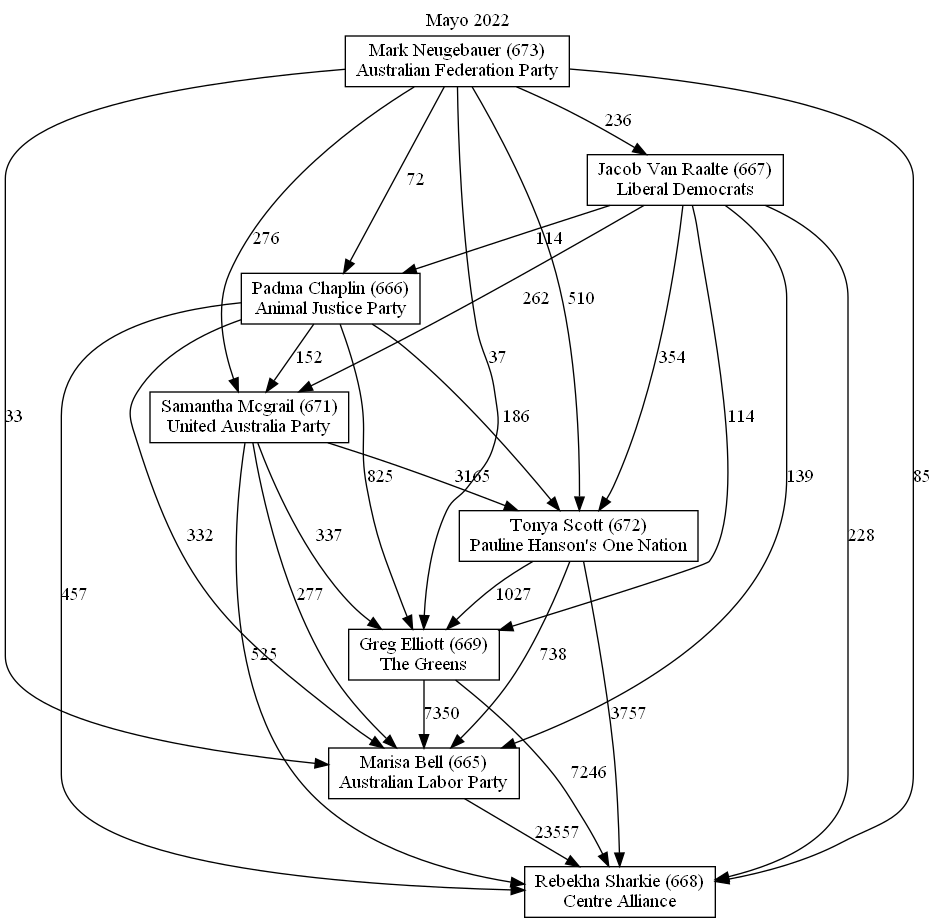 Mayo 2022
Mark Neugebauer (673)
Australian Federation Party
236
Jacob Van Raalte (667)
Liberal Democrats
72
276
114
Padma Chaplin (666)
Animal Justice Party
262
510
152
37
354
Samantha Mcgrail (671)
United Australia Party
33
186
114
825
3165
139
85
Tonya Scott (672)
Pauline Hanson's One Nation
332
337
228
457
277
1027
Greg Elliott (669)
The Greens
525
738
7350
3757
Marisa Bell (665)
Australian Labor Party
7246
23557
Rebekha Sharkie (668)
Centre Alliance